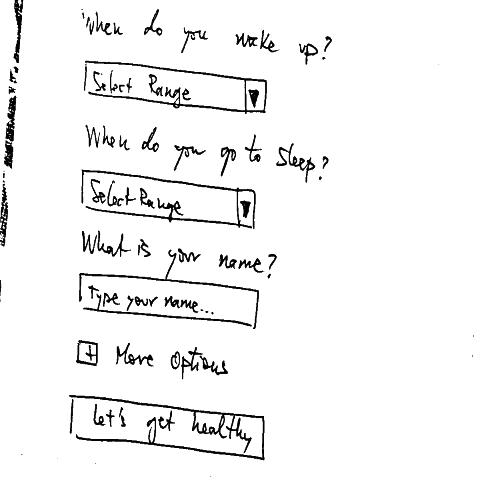 When do you wake up?
Select Range
When do you go to sleep?
Select Range
What is your name?
Type your name...
+ More Options
Let's get healthy